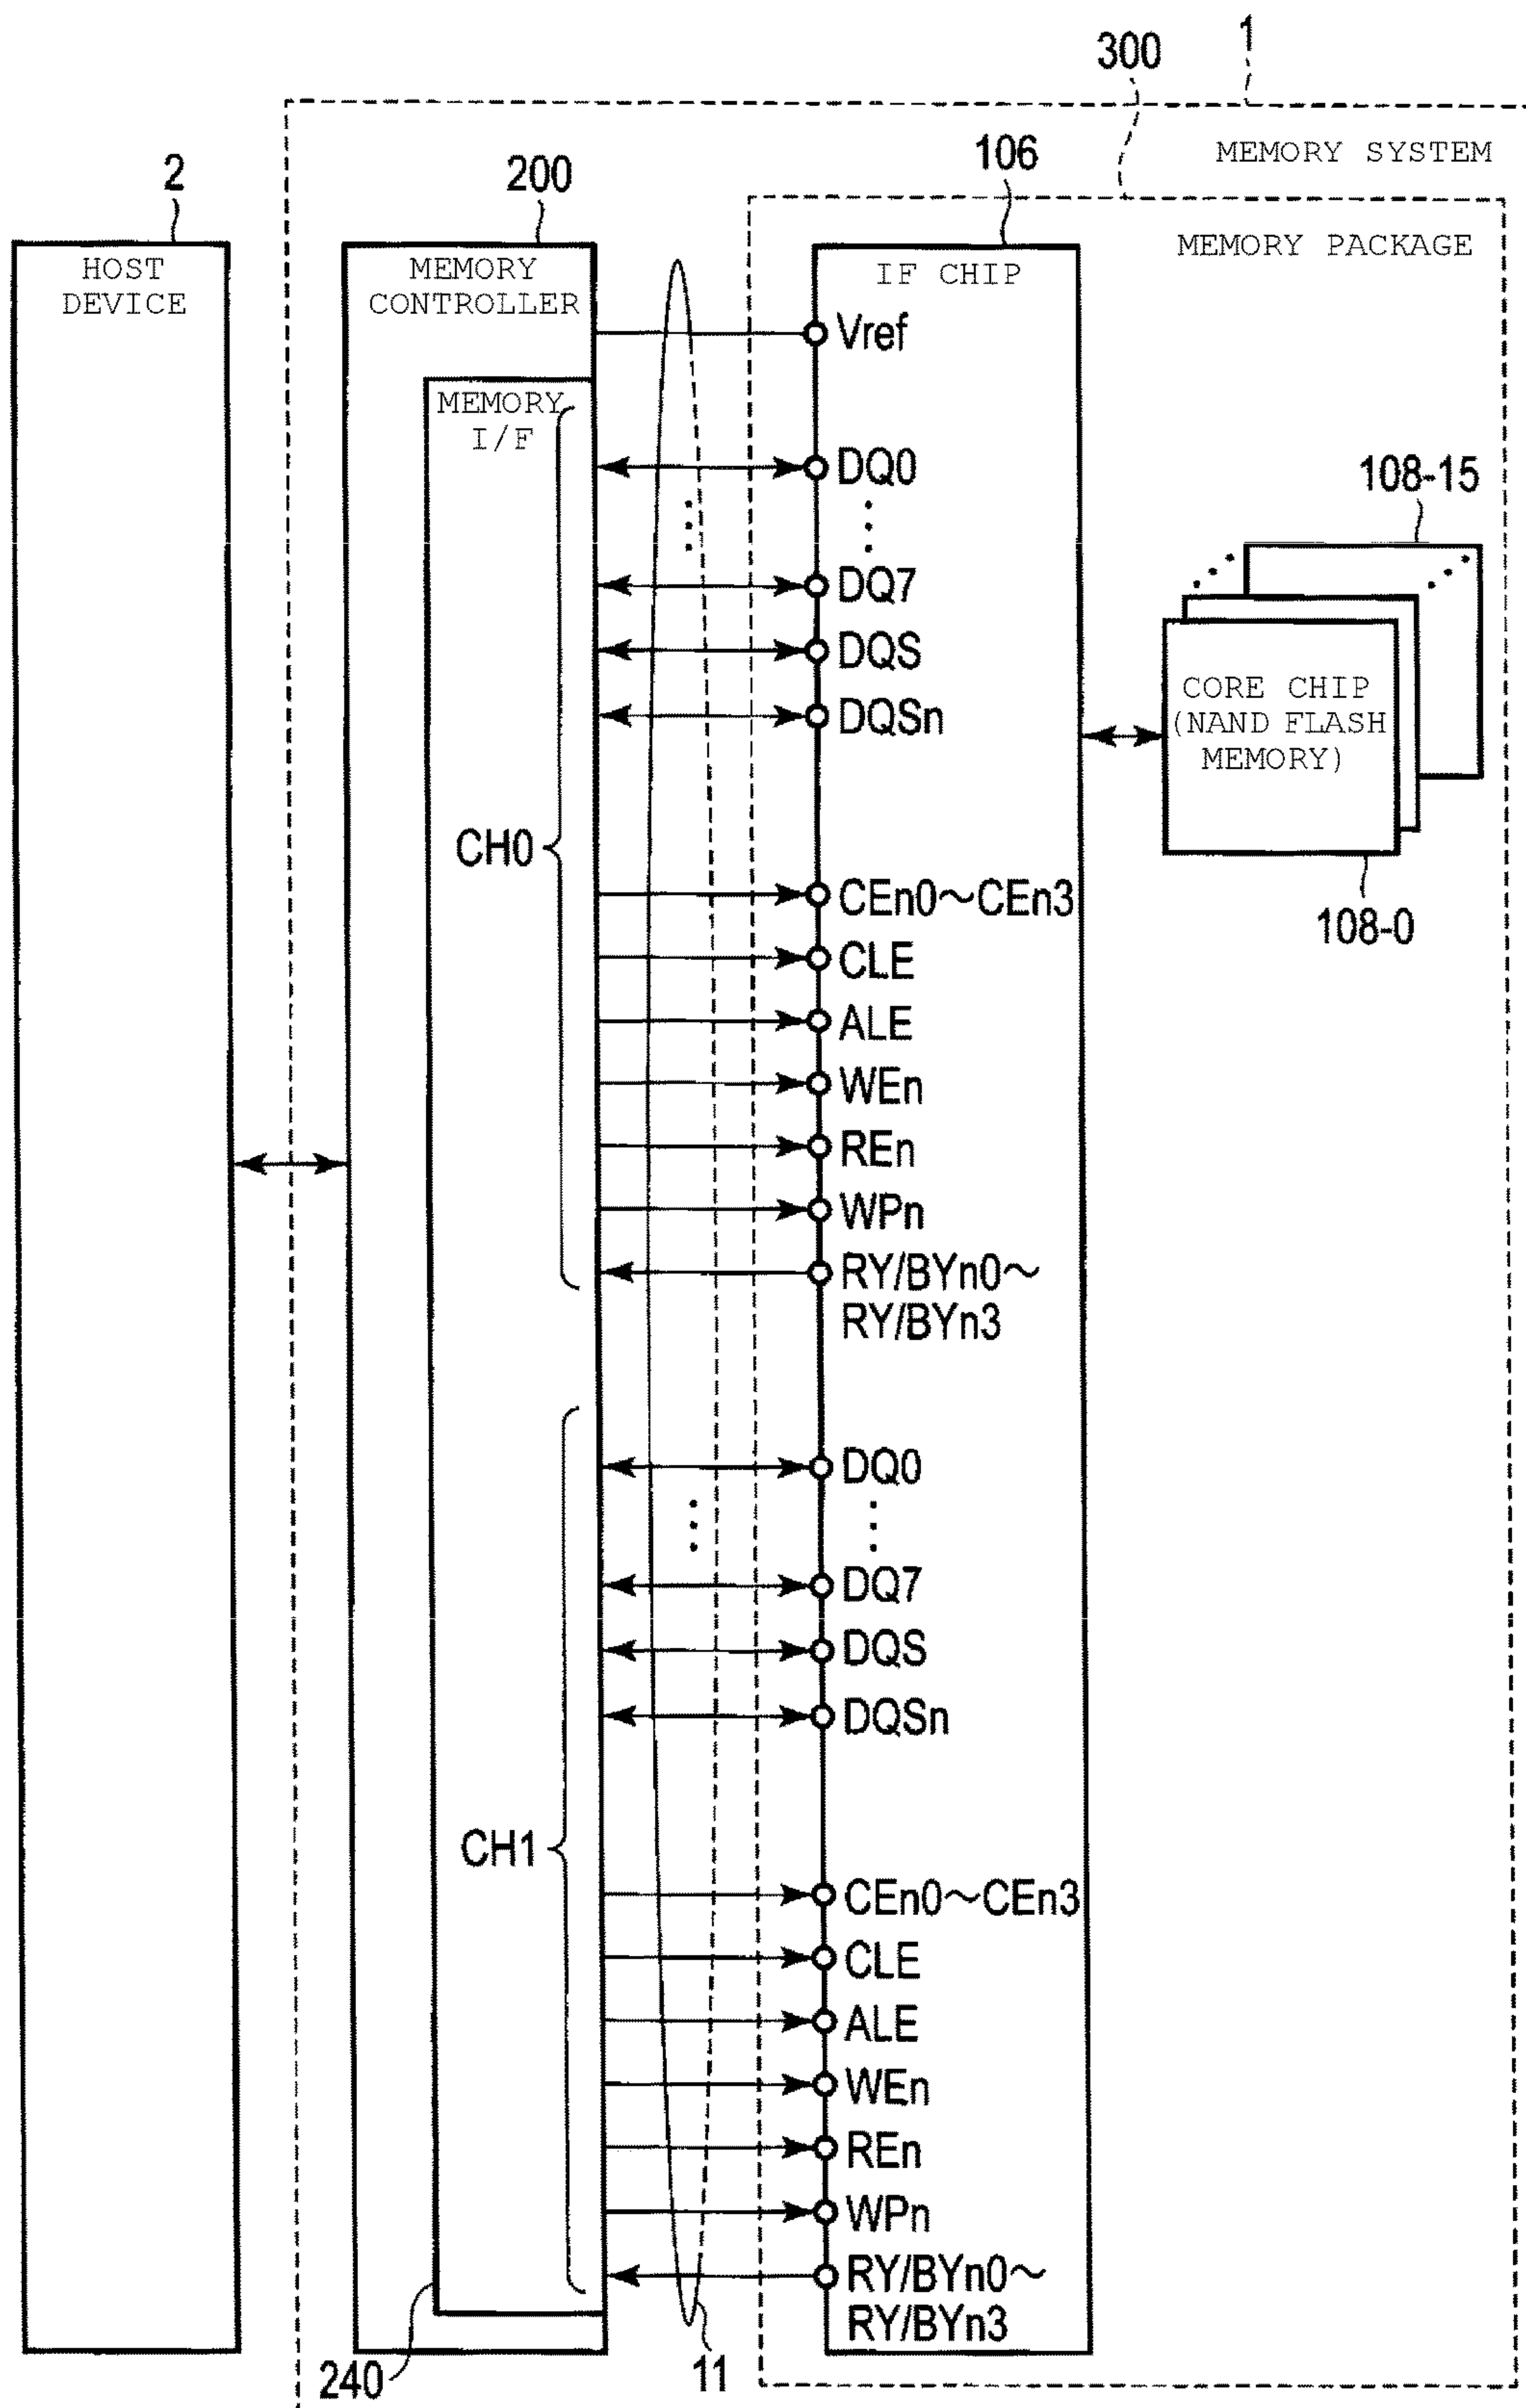 1
300
MEMORY SYSTEM
2
200
106
MEMORY PACKAGE
HOST
DEVICE
MEMORY
CONTROLLER
IF CHIP
Vref
MEMORY
I/F
DQ0
108-15
DQ7
DQS
CORE CHIP
(NAND FLASH
MEMORY)
DQSn
CH0
CEn0~CEn3
108-0
CLE
ALE
WEn
REn
WPn
RY/BYn0~
RY/BYn3
DQ0
DQ7
DQS
DQSn
CH1
CEn0~CEn3
CLE
ALE
WEn
REn
WPn
RY/BYn0~
RY/BYn3
240
11